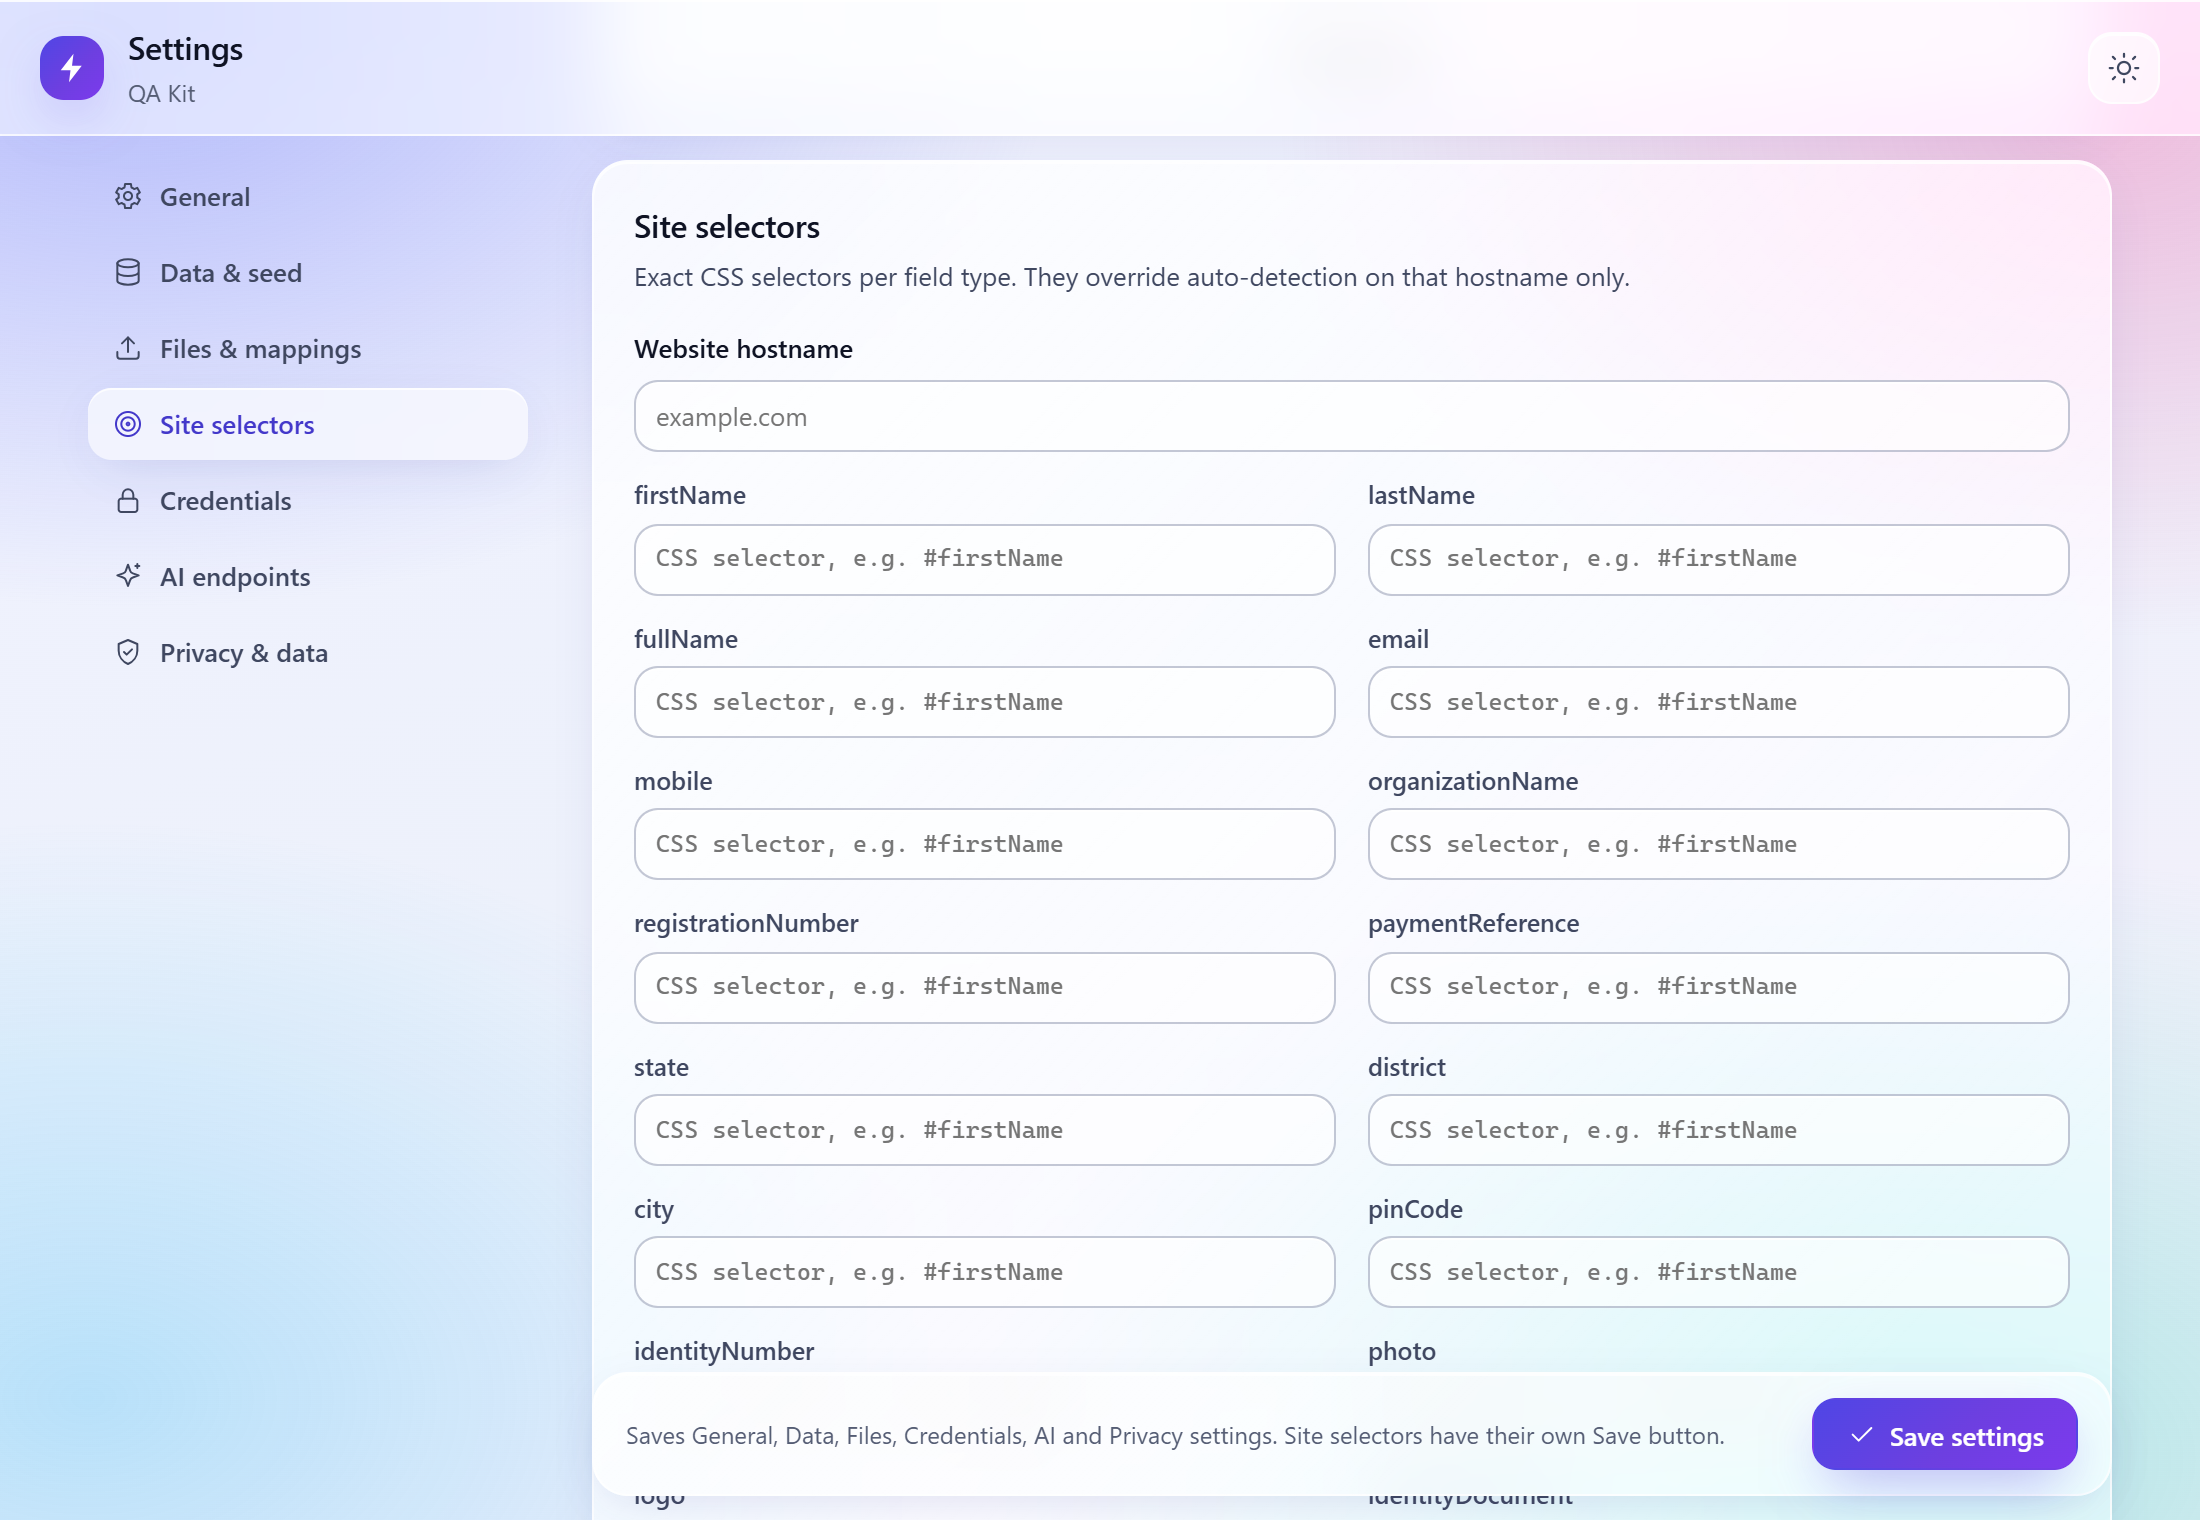 Settings
QA Kit
General
Data & seed
Files & mappings
Site selectors
Credentials
AI endpoints
Privacy & data
Site selectors
Exact CSS selectors per field type. They override auto-detection on that hostname only.
Website hostname
example.com
firstName
CSS selector, e.g. #firstName
lastName
CSS selector, e.g. #firstName
fullName
CSS selector, e.g. #firstName
email
CSS selector, e.g. #firstName
mobile
CSS selector, e.g. #firstName
organizationName
CSS selector, e.g. #firstName
registrationNumber
CSS selector, e.g. #firstName
paymentReference
CSS selector, e.g. #firstName
state
CSS selector, e.g. #firstName
district
CSS selector, e.g. #firstName
city
CSS selector, e.g. #firstName
pinCode
CSS selector, e.g. #firstName
identityNumber
photo
Saves General, Data, Files, Credentials, AI and Privacy settings. Site selectors have their own Save button.
Save settings
logo
identityDocument